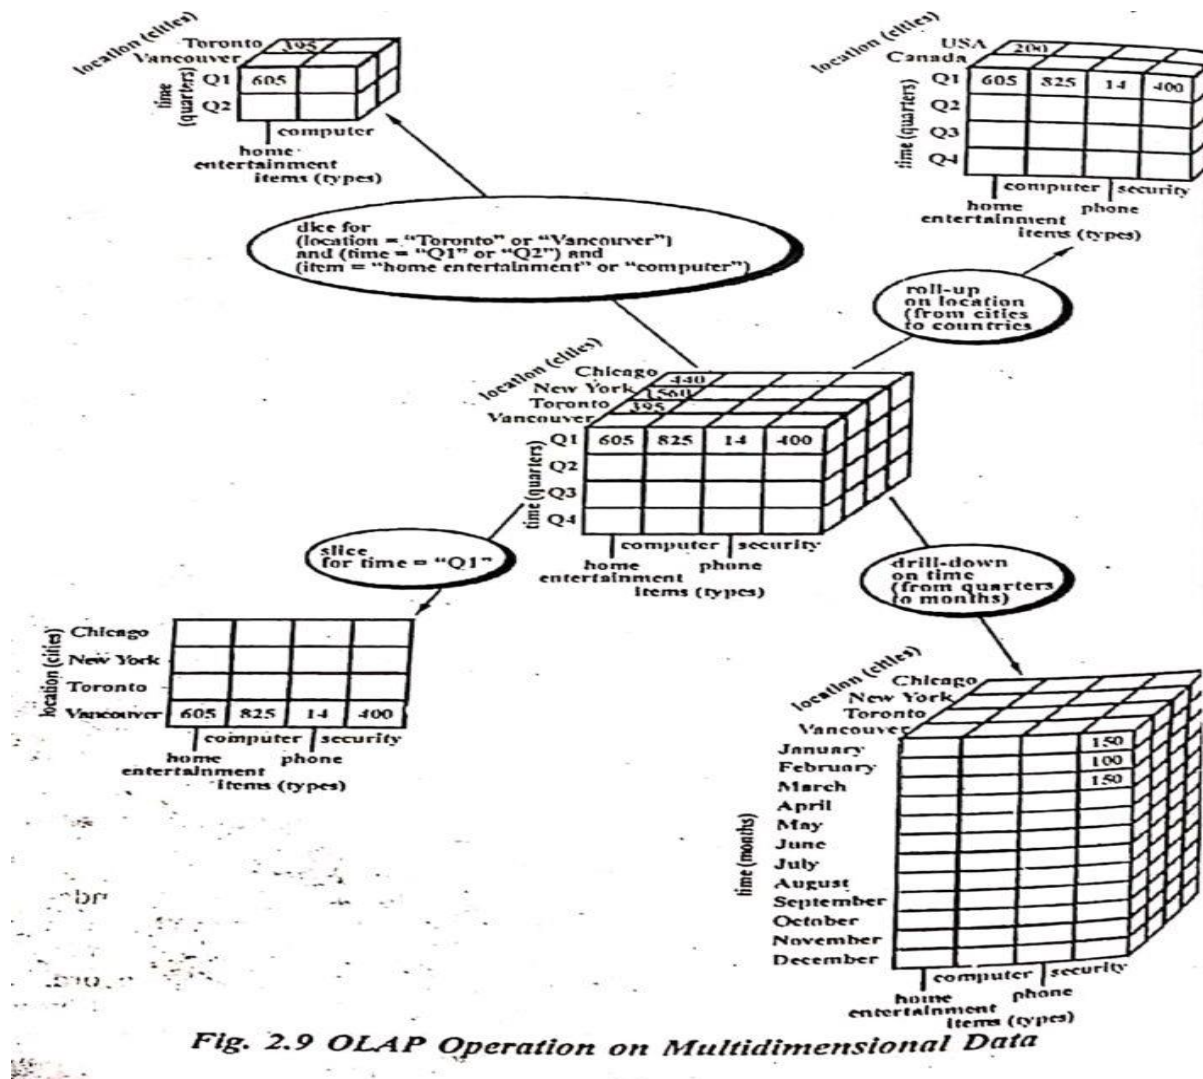 location (cities)
Toronto 395
Vancouver
time (quarters)
Q1 605
Q2
computer
home
entertainment
items (types)
location (cities)
USA 200
Canada
time (quarters)
Q1 605 825 14 400
Q2
Q3
Q4
computer security
home phone
entertainment
items (types)
dice for
(location = "Toronto" or "Vancouver")
and (time = "Q1" or "Q2") and
(item = "home entertainment" or "computer")
roll-up
on location
(from cities
to countries
location (cities)
Chicago 440
New York 1560
Toronto 395
Vancouver
time (quarters)
Q1 605 825 14 400
Q2
Q3
Q4
computer security
home phone
entertainment
items (types)
slice
for time = "Q1"
drill-down
on time
(from quarters
to months)
location (cities)
Chicago
New York
Toronto
Vancouver 605 825 14 400
computer security
home phone
entertainment
items (types)
location (cities)
Chicago
New York
Toronto
Vancouver
time (months)
January 150
February 100
March 150
April
May
June
July
August
September
October
November
December
computer security
home phone
entertainment
items (types)
Fig. 2.9 OLAP Operation on Multidimensional Data